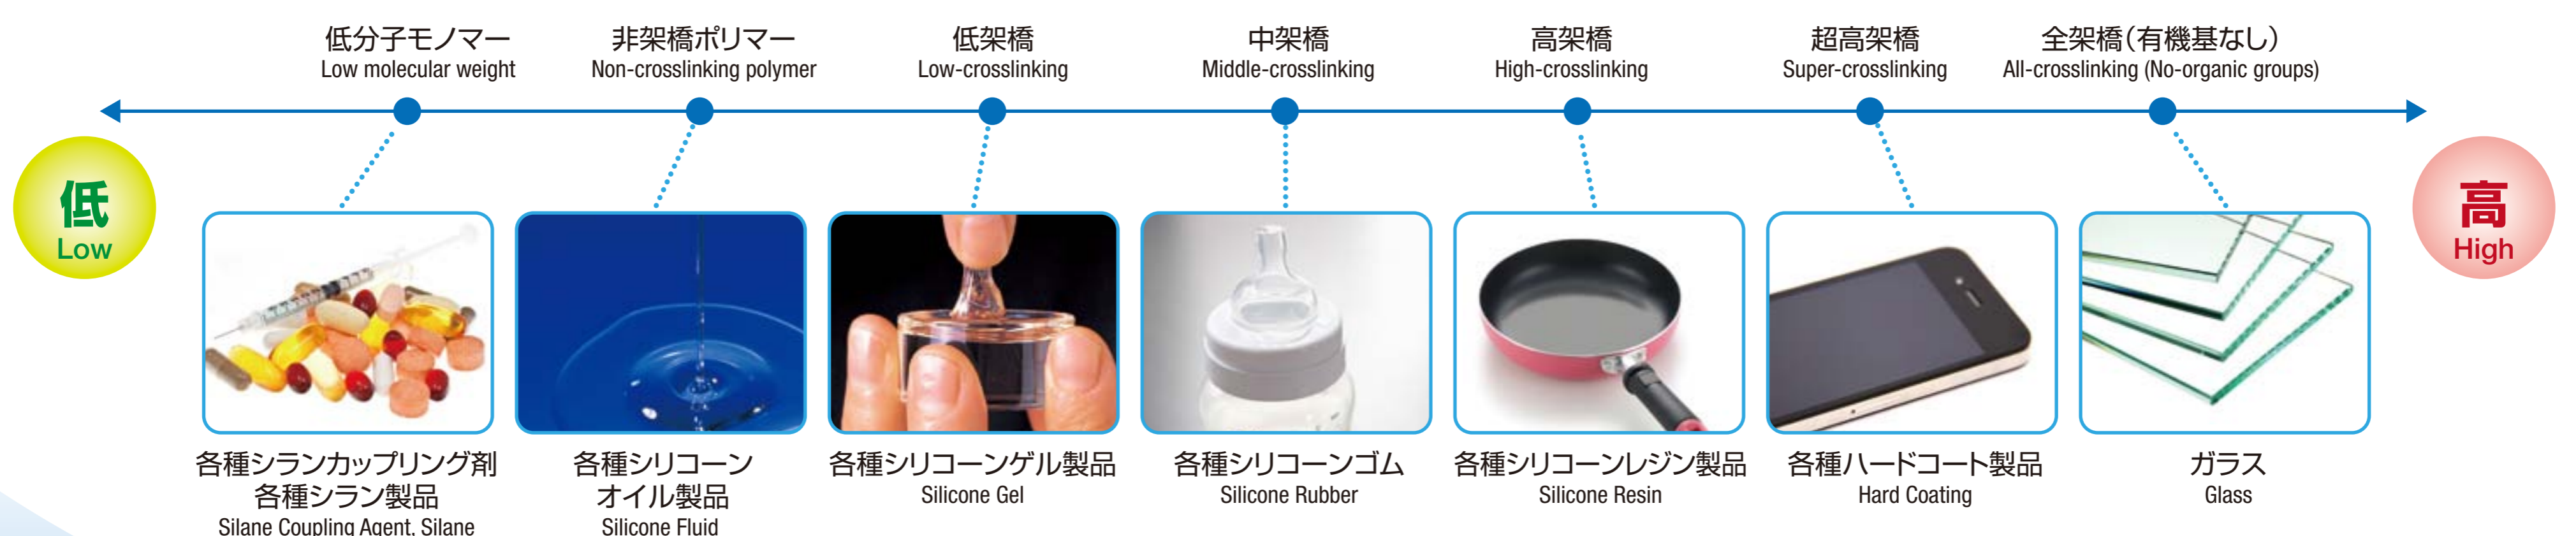 低分子モノマー
Low molecular weight
非架橋ポリマー
Non-crosslinking polymer
低架橋
Low-crosslinking
中架橋
Middle-crosslinking
高架橋
High-crosslinking
超高架橋
Super-crosslinking
全架橋(有機基なし)
All-crosslinking (No-organic groups)
低
Low
高
High
各種シランカップリング剤
各種シラン製品
Silane Coupling Agent, Silane
各種シリコーン
オイル製品
Silicone Fluid
各種シリコーンゲル製品
Silicone Gel
各種シリコーンゴム
Silicone Rubber
各種シリコーンレジン製品
Silicone Resin
各種ハードコート製品
Hard Coating
ガラス
Glass